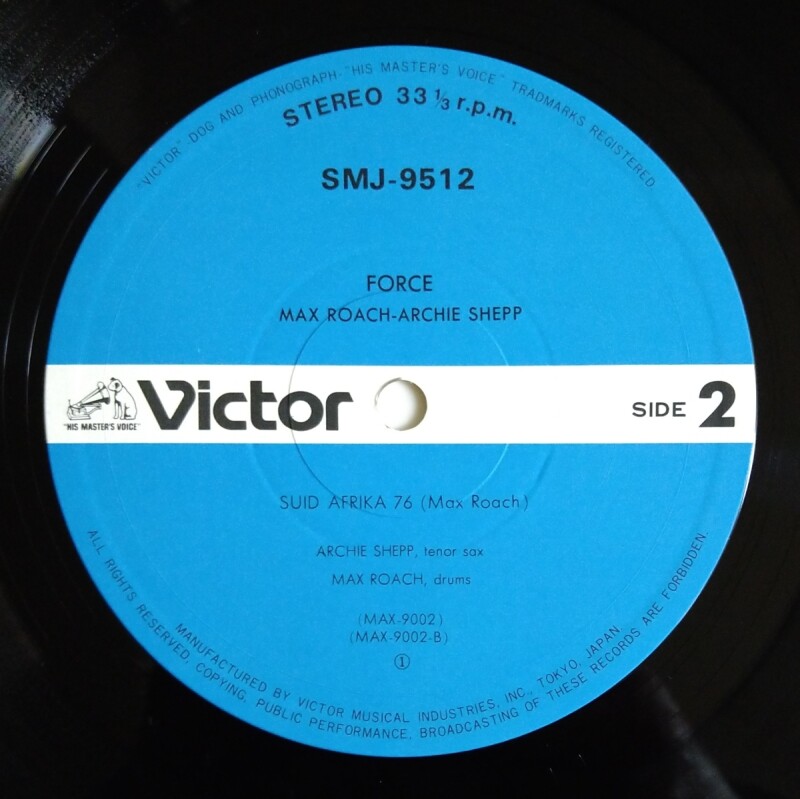 "VICTOR"-DOG AND PHONOGRAPH-"HIS MASTER'S VOICE" TRADMARKS REGISTERED.
STEREO 33⅓ r.p.m.
SMJ-9512
FORCE
MAX ROACH-ARCHIE SHEPP
"HIS MASTER'S VOICE"
Victor
SIDE 2
SUID AFRIKA 76 (Max Roach)
ARCHIE SHEPP, tenor sax
MAX ROACH, drums
(MAX-9002)
(MAX-9002-B)
①
MANUFACTURED BY VICTOR MUSICAL INDUSTRIES, INC., TOKYO, JAPAN
ALL RIGHTS RESERVED, COPYING, PUBLIC PERFORMANCE, BROADCASTING OF THESE RECORDS ARE FORBIDDEN.